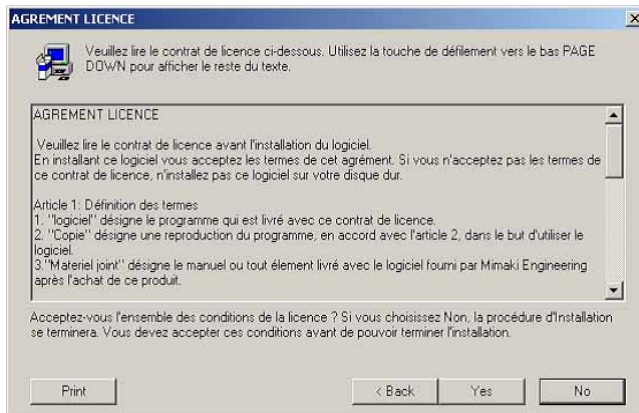 AGREMENT LICENCE
Veuillez lire le contrat de licence ci-dessous. Utilisez la touche de défilement vers le bas PAGE
DOWN pour afficher le reste du texte.
AGREMENT LICENCE
Veuillez lire le contrat de licence avant l'installation du logiciel.
En installant ce logiciel vous acceptez les termes de cet agrément. Si vous n'acceptez pas les termes de
ce contrat de licence, n'installez pas ce logiciel sur votre disque dur.
Article 1: Définition des termes
1. "logiciel" désigne le programme qui est livré avec ce contrat de licence.
2. "Copie" désigne une reproduction du programme, en accord avec l'article 2, dans le but d'utiliser le
logiciel.
3."Materiel joint" désigne le manuel ou tout élement livré avec le logiciel fourni par Mimaki Engineering
après l'achat de ce produit.
Acceptez-vous l'ensemble des conditions de la licence ? Si vous choisissez Non, la procédure d'Installation
se terminera. Vous devez accepter ces conditions avant de pouvoir terminer l'installation.
Print
< Back
Yes
No